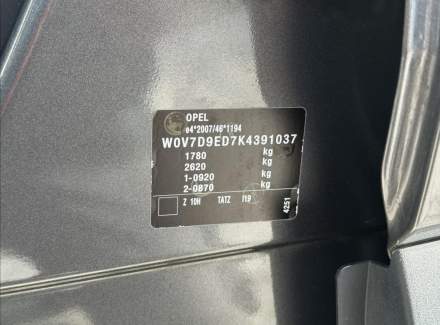 OPEL
e4*2007/46*1194
W0V7D9ED7K4391037
1780 kg
2620 kg
1-0920 kg
2-0870 kg
Z 10H TATZ I19
4251